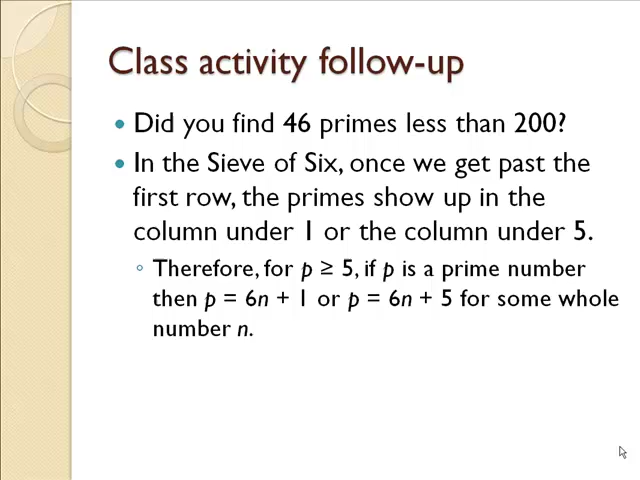 Class activity follow-up
• Did you find 46 primes less than 200?
• In the Sieve of Six, once we get past the
first row, the primes show up in the
column under 1 or the column under 5.
◦ Therefore, for p ≥ 5, if p is a prime number
then p = 6n + 1 or p = 6n + 5 for some whole
number n.